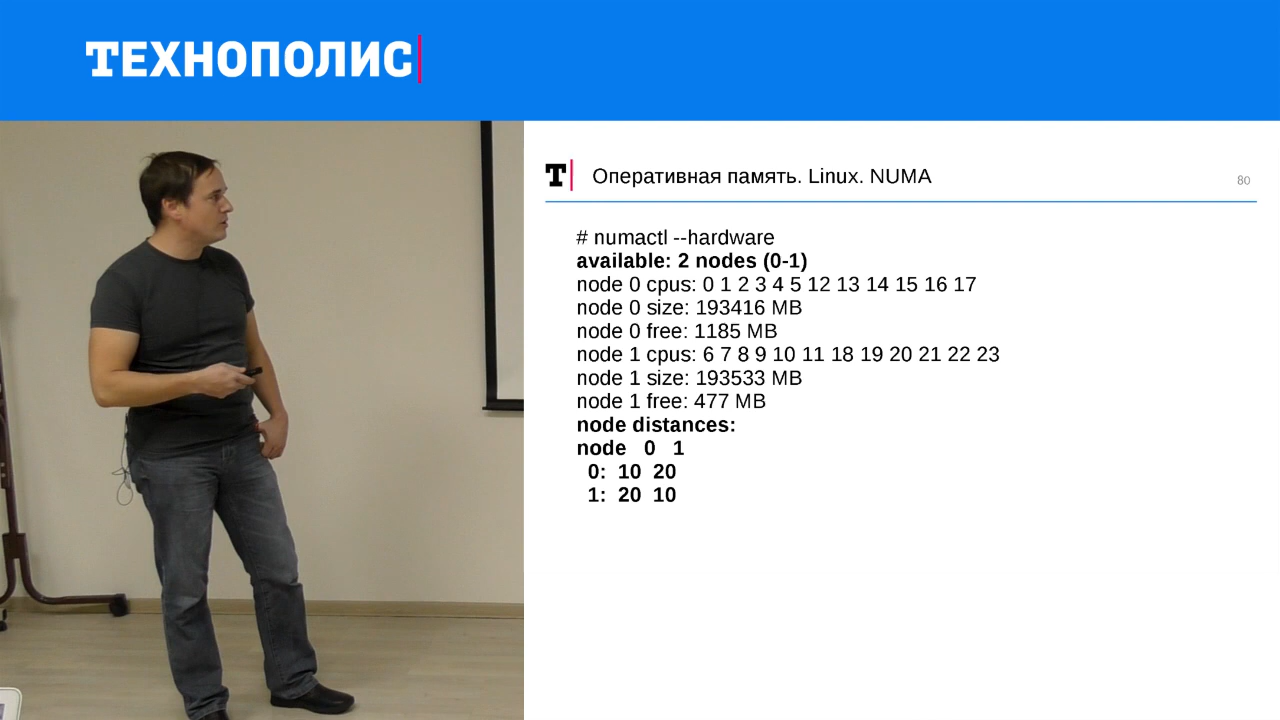 ТЕХНОПОЛИС
Т Оперативная память. Linux. NUMA
80
# numactl --hardware
available: 2 nodes (0-1)
node 0 cpus: 0 1 2 3 4 5 12 13 14 15 16 17
node 0 size: 193416 MB
node 0 free: 1185 MB
node 1 cpus: 6 7 8 9 10 11 18 19 20 21 22 23
node 1 size: 193533 MB
node 1 free: 477 MB
node distances:
node 0 1
0: 10 20
1: 20 10